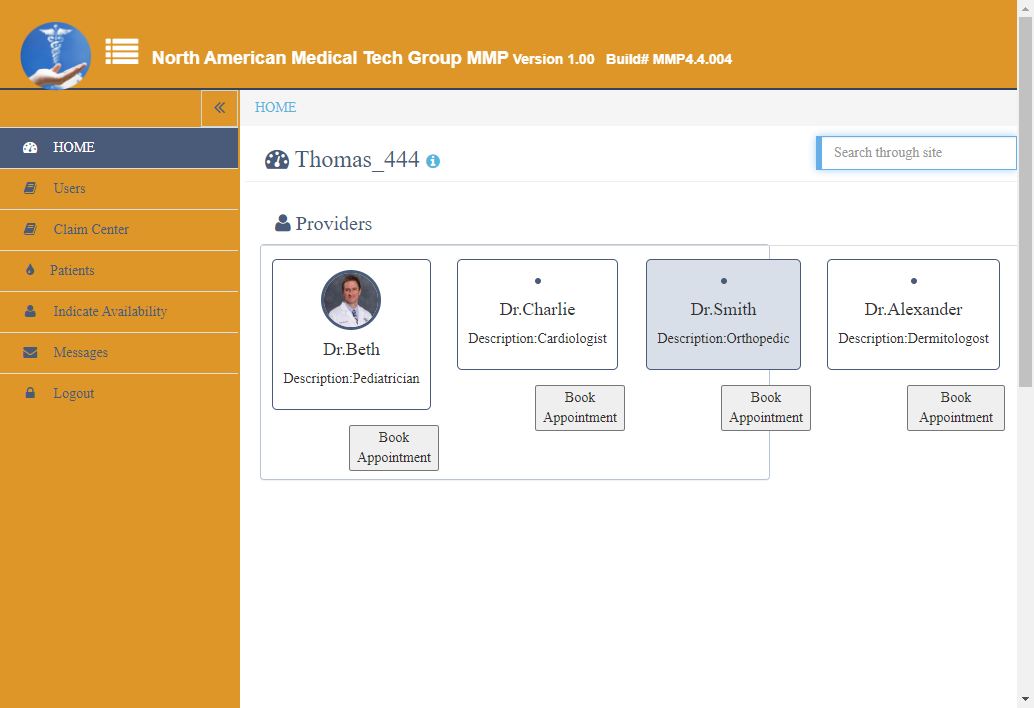 North American Medical Tech Group MMP Version 1.00 Build# MMP4.4.004
HOME
HOME
Users
Claim Center
Patients
Indicate Availability
Messages
Logout
Thomas_444
Search through site
Providers
Dr.Beth
Description:Pediatrician
Book
Appointment
Dr.Charlie
Description:Cardiologist
Book
Appointment
Dr.Smith
Description:Orthopedic
Book
Appointment
Dr.Alexander
Description:Dermitologost
Book
Appointment